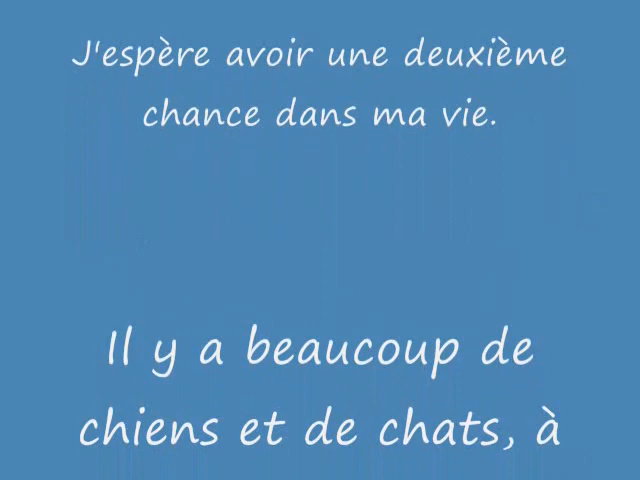 J'espère avoir une deuxième
chance dans ma vie.
Il y a beaucoup de
chiens et de chats, à